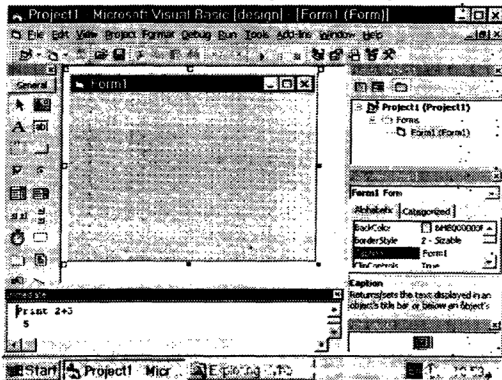 Project1 - Microsoft Visual Basic [design] - [Form1 (Form)]
File Edit View Project Format Debug Run Tools Add-Ins Window Help
General
Form1
Project1 (Project1)
Forms
Form1 (Form1)
Form1 Form
Alphabetic Categorized
BackColor &H8000000F
BorderStyle 2 - Sizable
Form1
ClipControls True
Caption
Returns/sets the text displayed in an
object's title bar or below an object's
Print 2+3
5
Start Project1 Micr